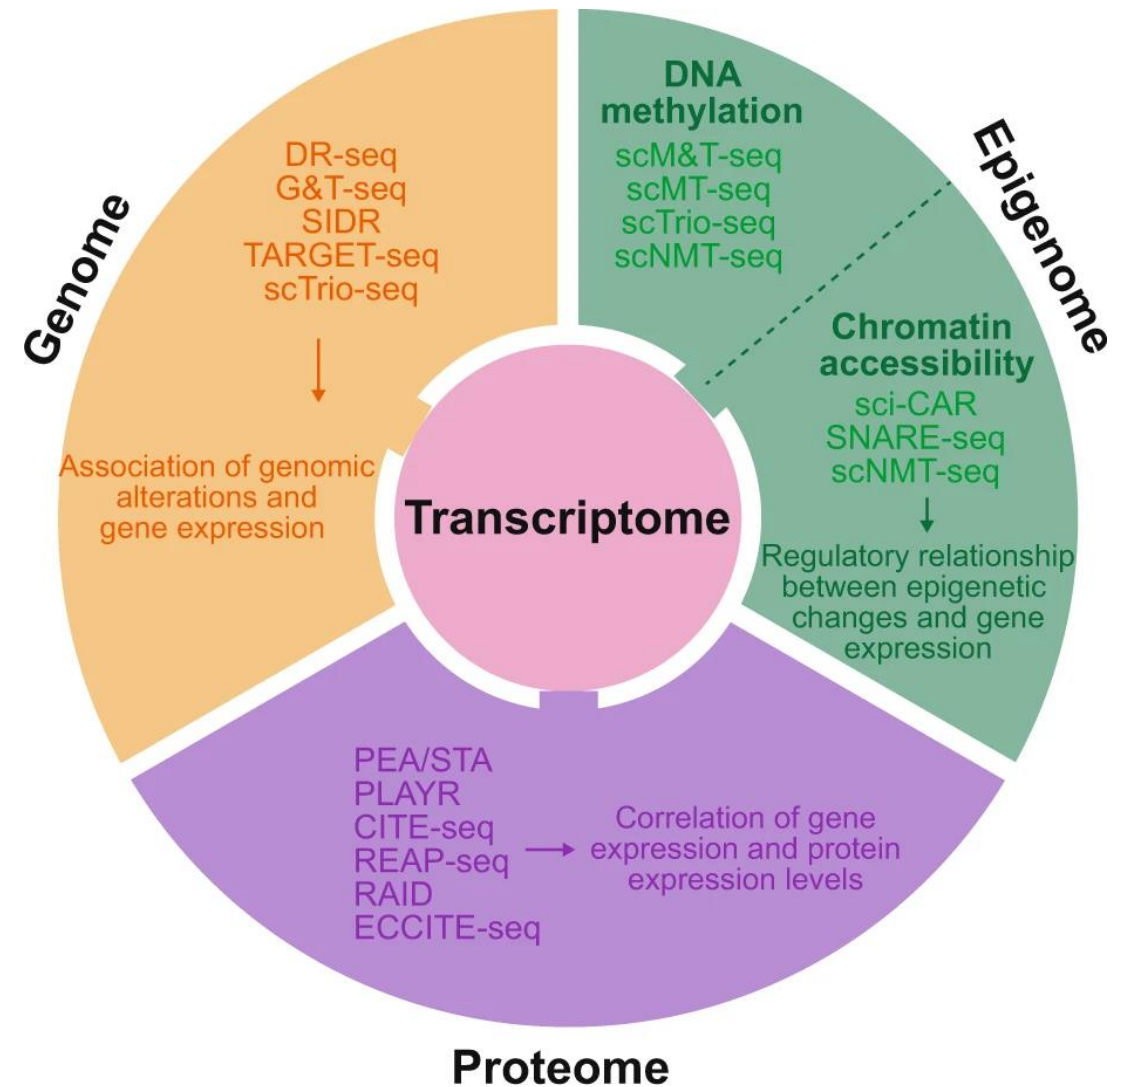 Genome
DR-seq
G&T-seq
SIDR
TARGET-seq
scTrio-seq
Association of genomic
alterations and
gene expression
DNA
methylation
scM&T-seq
scMT-seq
scTrio-seq
scNMT-seq
Epigenome
Chromatin
accessibility
sci-CAR
SNARE-seq
scNMT-seq
Regulatory relationship
between epigenetic
changes and gene
expression
Transcriptome
PEA/STA
PLAYR
CITE-seq
REAP-seq
RAID
ECCITE-seq
Correlation of gene
expression and protein
expression levels
Proteome